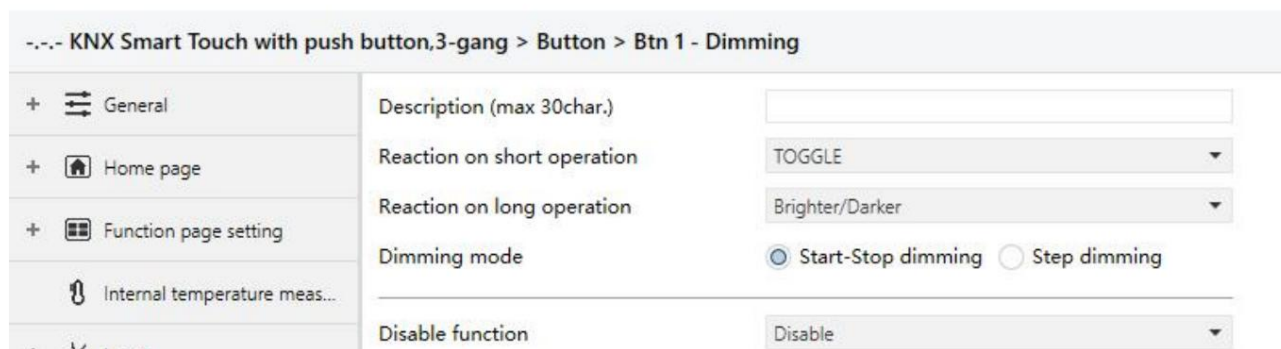 -.-.- KNX Smart Touch with push button,3-gang > Button > Btn 1 - Dimming
+ General
+ Home page
+ Function page setting
Internal temperature meas...
Description (max 30char.)
Reaction on short operation TOGGLE
Reaction on long operation Brighter/Darker
Dimming mode Start-Stop dimming Step dimming
Disable function Disable